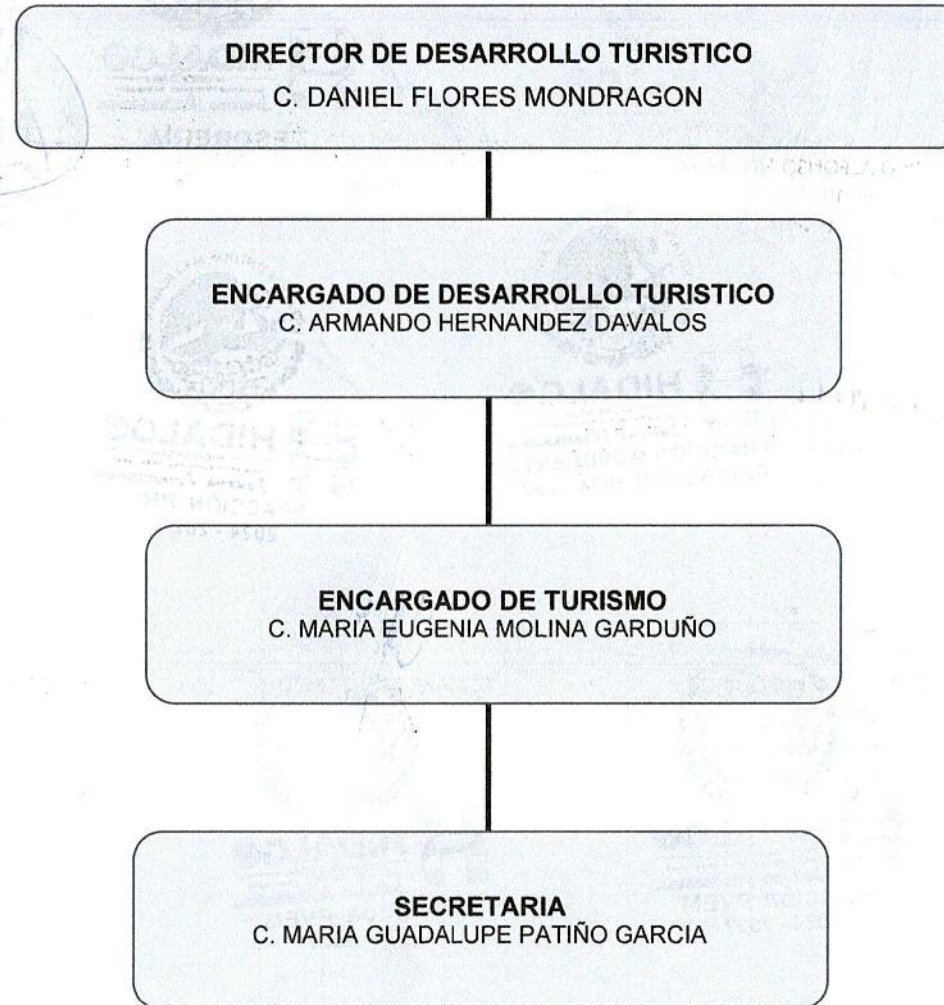 DIRECTOR DE DESARROLLO TURISTICO
C. DANIEL FLORES MONDRAGON
ENCARGADO DE DESARROLLO TURISTICO
C. ARMANDO HERNANDEZ DAVALOS
ENCARGADO DE TURISMO
C. MARIA EUGENIA MOLINA GARDUÑO
SECRETARIA
C. MARIA GUADALUPE PATIÑO GARCIA